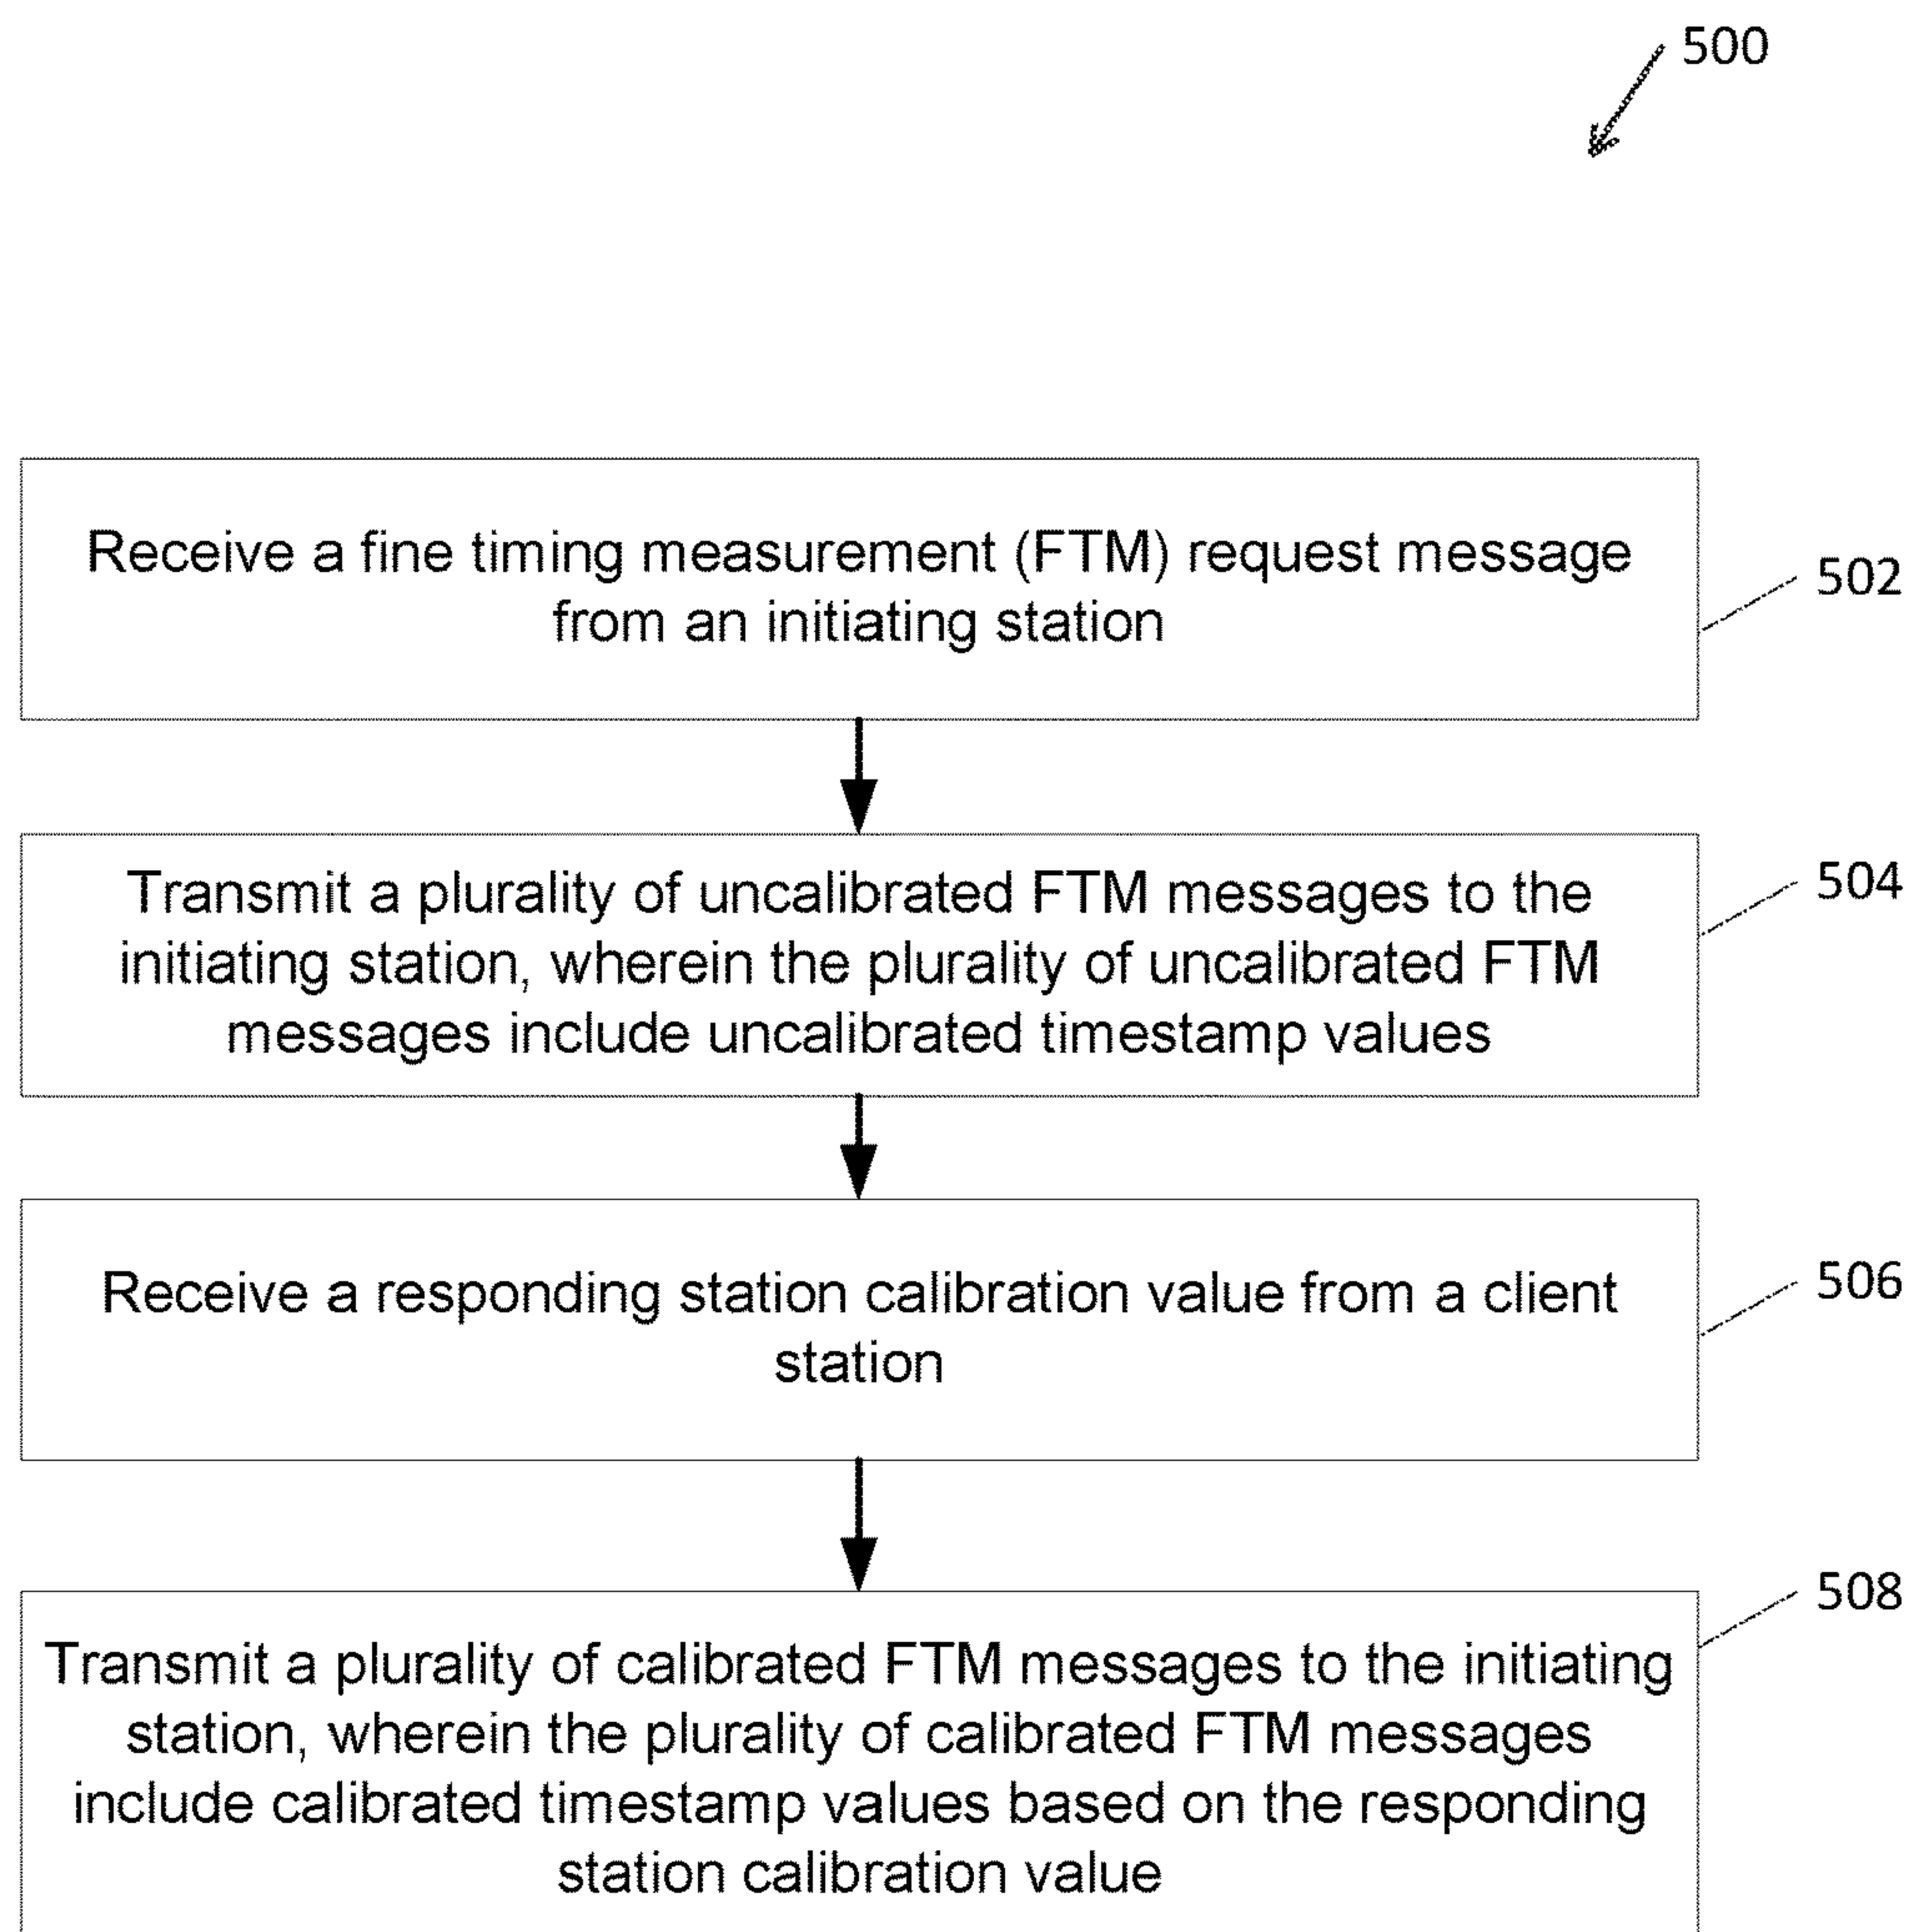 500
Receive a fine timing measurement (FTM) request message
from an initiating station
502
Transmit a plurality of uncalibrated FTM messages to the
initiating station, wherein the plurality of uncalibrated FTM
messages include uncalibrated timestamp values
504
Receive a responding station calibration value from a client
station
506
Transmit a plurality of calibrated FTM messages to the initiating
station, wherein the plurality of calibrated FTM messages
include calibrated timestamp values based on the responding
station calibration value
508